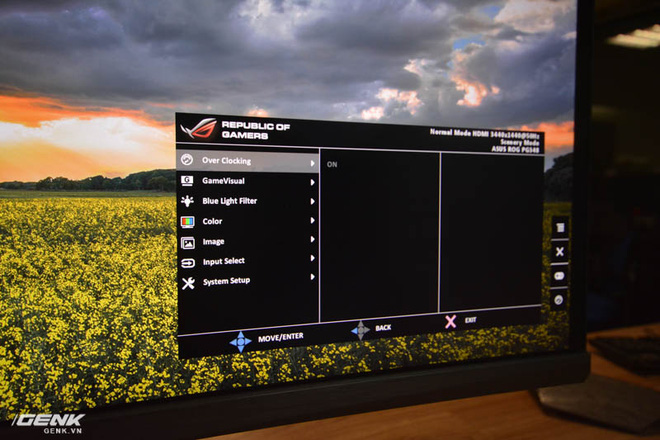 REPUBLIC OF
GAMERS
Normal Mode HDMI 3440x1440@50Hz
Scenery Mode
ASUS ROG PG348
Over Clocking
ON
GameVisual
Blue Light Filter
Color
Image
Input Select
System Setup
MOVE/ENTER
BACK
EXIT
GENK
GENK.VN